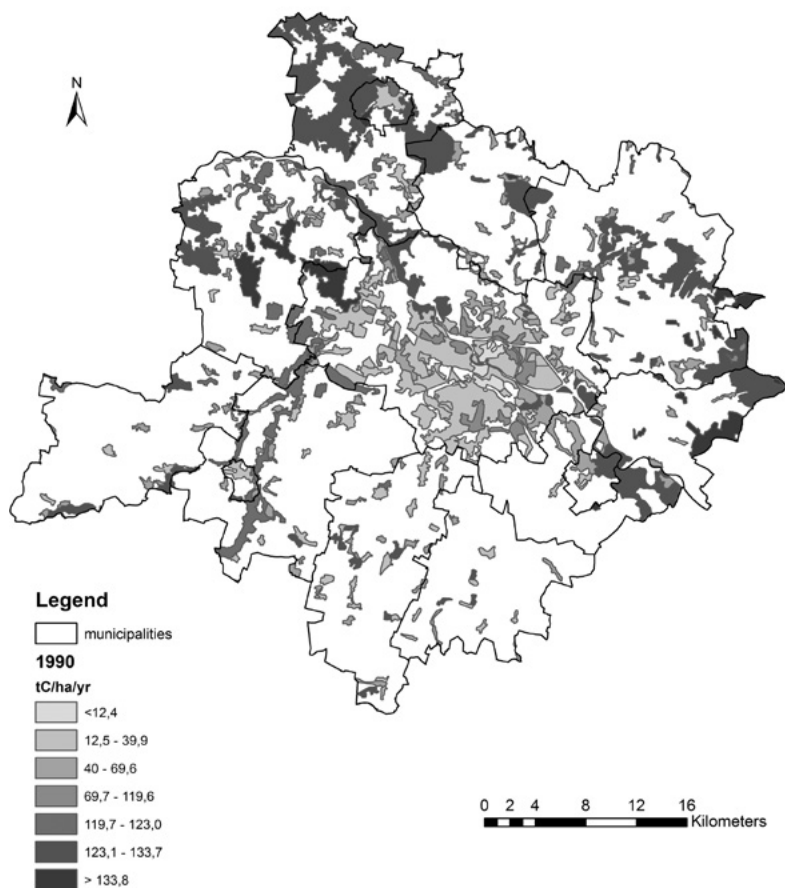 N
Legend
municipalities
1990
tC/ha/yr
<12,4
12,5 - 39,9
40 - 69,6
69,7 - 119,6
119,7 - 123,0
123,1 - 133,7
> 133,8
0 2 4 8 12 16
Kilometers